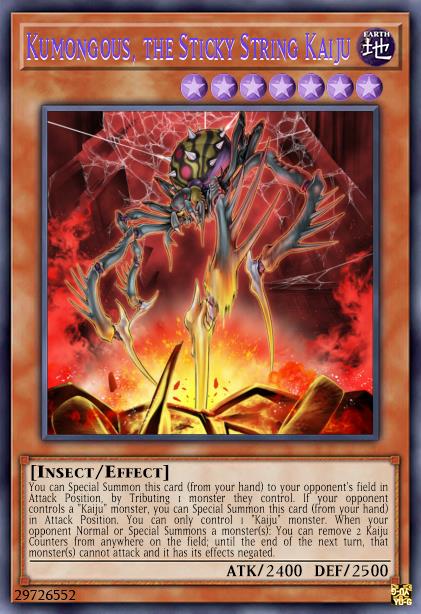 Kumongous, the Sticky String Kaiju
EARTH
地
[Insect/Effect]
You can Special Summon this card (from your hand) to your opponent's field in
Attack Position, by Tributing 1 monster they control. If your opponent
controls a "Kaiju" monster, you can Special Summon this card (from your hand)
in Attack Position. You can only control 1 "Kaiju" monster. When your
opponent Normal or Special Summons a monster(s): You can remove 2 Kaiju
Counters from anywhere on the field; until the end of the next turn, that
monster(s) cannot attack and it has its effects negated.
ATK/2400 DEF/2500
29726552